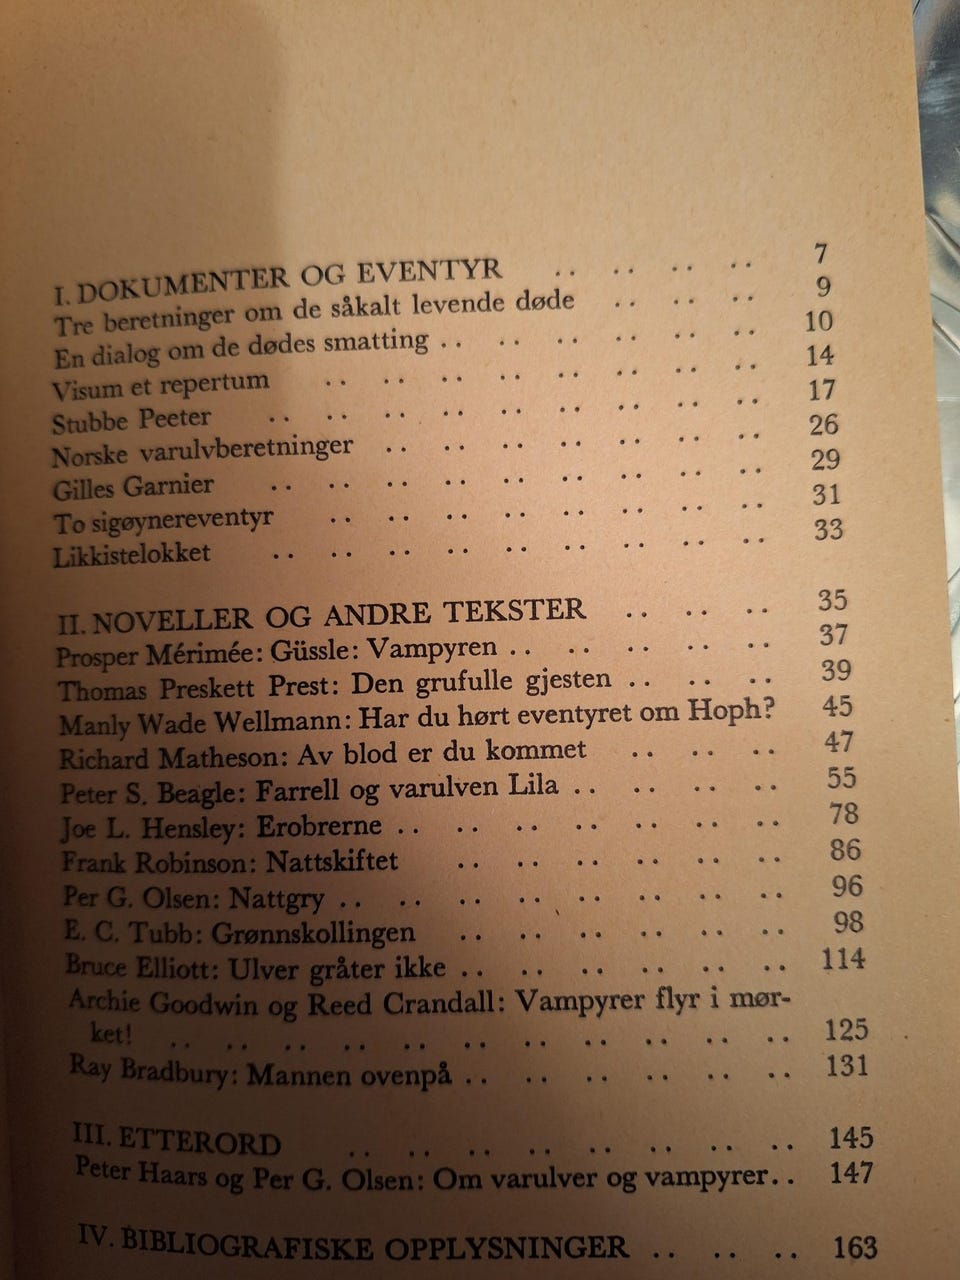 I. DOKUMENTER OG EVENTYR .. .. .. .. 7
Tre beretninger om de såkalt levende døde .. .. .. 9
En dialog om de dødes smatting .. .. .. .. .. .. 10
Visum et repertum .. .. .. .. .. .. .. .. 14
Stubbe Peeter .. .. .. .. .. .. .. .. .. 17
Norske varulvberetninger .. .. .. .. .. .. .. 26
Gilles Garnier .. .. .. .. .. .. .. .. .. 29
To sigøynereventyr .. .. .. .. .. .. .. .. 31
Likkistelokket .. .. .. .. .. .. .. .. .. 33
II. NOVELLER OG ANDRE TEKSTER .. .. .. 35
Prosper Mérimée: Güssle: Vampyren .. .. .. .. .. 37
Thomas Preskett Prest: Den grufulle gjesten .. .. .. 39
Manly Wade Wellmann: Har du hørt eventyret om Hoph? 45
Richard Matheson: Av blod er du kommet .. .. .. 47
Peter S. Beagle: Farrell og varulven Lila .. .. .. .. 55
Joe L. Hensley: Erobrerne .. .. .. .. .. .. .. 78
Frank Robinson: Nattskiftet .. .. .. .. .. .. 86
Per G. Olsen: Nattgry .. .. .. .. .. .. .. .. 96
E. C. Tubb: Grønnskollingen .. .. .. .. .. .. 98
Bruce Elliott: Ulver gråter ikke .. .. .. .. .. .. 114
Archie Goodwin og Reed Crandall: Vampyrer flyr i mør-
ket! .. .. .. .. .. .. .. .. .. .. .. 125
Ray Bradbury: Mannen ovenpå .. .. .. .. .. .. 131
III. ETTERORD .. .. .. .. .. .. .. .. 145
Peter Haars og Per G. Olsen: Om varulver og vampyrer.. 147
IV. BIBLIOGRAFISKE OPPLYSNINGER .. .. .. 163